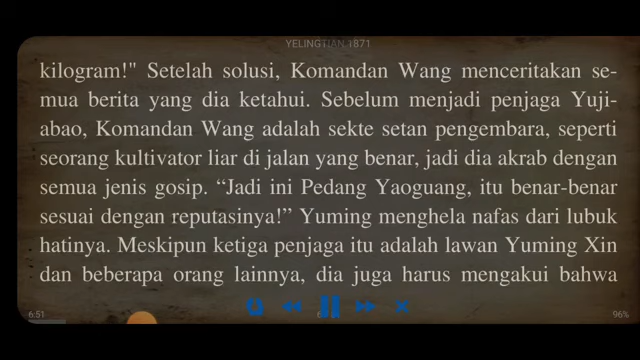 YELINGTIAN.1871
kilogram!" Setelah solusi, Komandan Wang menceritakan se-
mua berita yang dia ketahui. Sebelum menjadi penjaga Yuji-
abao, Komandan Wang adalah sekte setan pengembara, seperti
seorang kultivator liar di jalan yang benar, jadi dia akrab dengan
semua jenis gosip. “Jadi ini Pedang Yaoguang, itu benar-benar
sesuai dengan reputasinya!” Yuming menghela nafas dari lubuk
hatinya. Meskipun ketiga penjaga itu adalah lawan Yuming Xin
dan beberapa orang lainnya, dia juga harus mengakui bahwa
6:51
96%